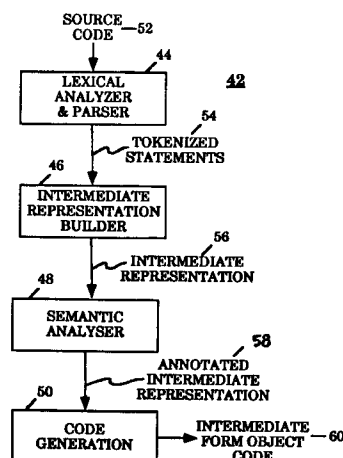 SOURCE
CODE 52
44
42
LEXICAL
ANALYZER
& PARSER
54
TOKENIZED
STATEMENTS
46
INTERMEDIATE
REPRESENTATION
BUILDER
56
INTERMEDIATE
REPRESENTATION
48
SEMANTIC
ANALYSER
58
ANNOTATED
INTERMEDIATE
REPRESENTATION
50
CODE
GENERATION
INTERMEDIATE
FORM OBJECT
CODE
60